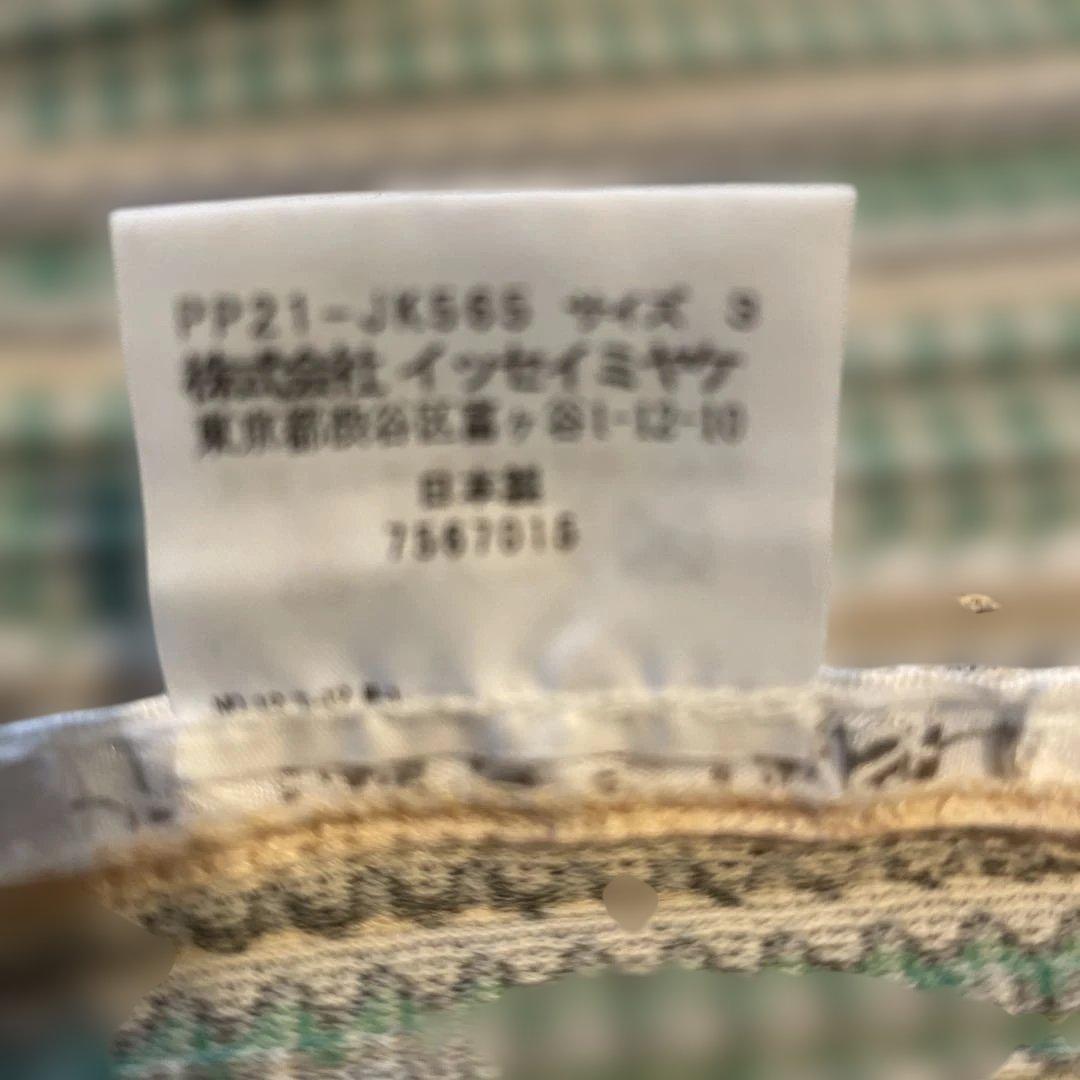 PP21-JK565 サイズ 3
株式会社 イッセイミヤケ
東京都渋谷区富ヶ谷1-12-10
日本製
7567015